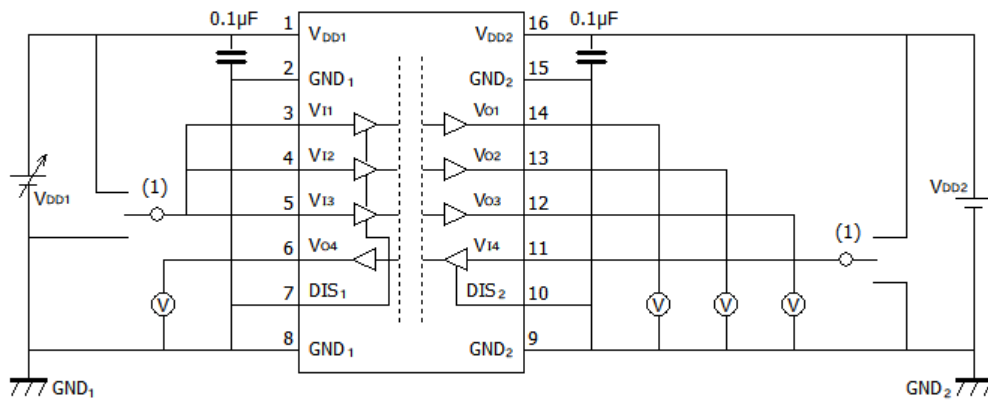 0.1µF
1
VDD1
VDD2
16
0.1µF
2
GND1
GND2
15
3
VI1
VO1
14
4
VI2
VO2
13
VDD1
(1)
5
VI3
VO3
12
VDD2
6
VO4
VI4
11
(1)
V
7
DIS1
DIS2
10
V
V
V
8
GND1
GND2
9
GND1
GND2